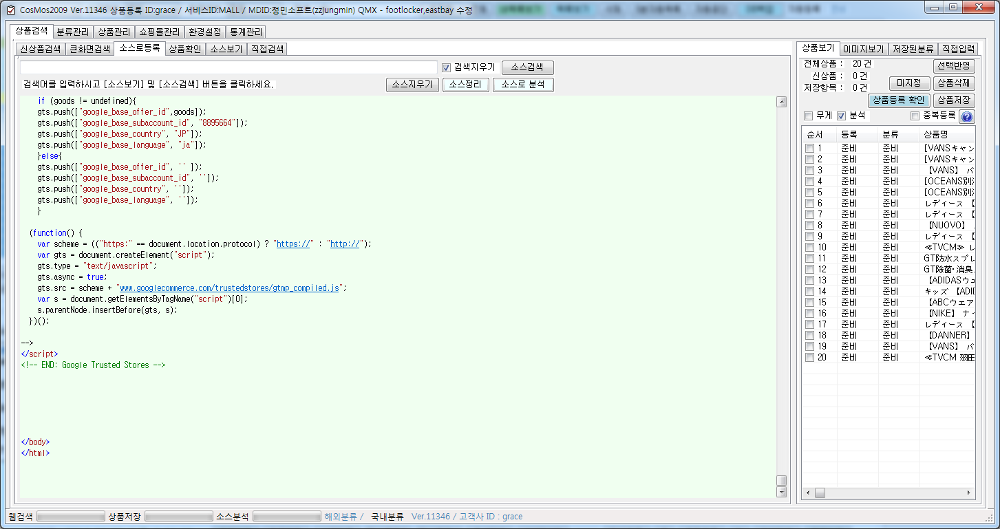 CosMos2009 Ver.11346 상품등록 ID:grace / 서비스ID:MALL / MDID:정민소프트(zzjungmin) QMX - footlocker,eastbay 수정
상품검색 분류관리 상품관리 쇼핑몰관리 환경설정 통계관리
신상품검색 큰화면검색 소스로등록 상품확인 소스보기 직접검색
검색지우기 소스검색
검색어를 입력하시고 [소스보기] 및 [소스검색] 버튼을 클릭하세요.
소스지우기 소스정리 소스로 분석
if (goods != undefined){
gts.push(["google_base_offer_id",goods]);
gts.push(["google_base_subaccount_id", "8895664"]);
gts.push(["google_base_country", "JP"]);
gts.push(["google_base_language", "ja"]);
}else{
gts.push(["google_base_offer_id", '' ]);
gts.push(["google_base_subaccount_id", '']);
gts.push(["google_base_country", '']);
gts.push(["google_base_language", '']);
}
(function() {
var scheme = (("https:" == document.location.protocol) ? "https://" : "http://");
var gts = document.createElement("script");
gts.type = "text/javascript";
gts.async = true;
gts.src = scheme + "www.googlecommerce.com/trustedstores/gtmp_compiled.js";
var s = document.getElementsByTagName("script")[0];
s.parentNode.insertBefore(gts, s);
})();
-->
</script>
<!-- END: Google Trusted Stores -->
</body>
</html>
상품보기 이미지보기 저장된분류 직접입력
전체상품 : 20 건 선택반영
신상품 : 0 건
저장항목 : 0 건 미지정 상품삭제
상품등록 확인 상품저장
무게 분석 중복등록
순서 등록 분류 상품명
1 준비 준비 [VANSキャン
2 준비 준비 [VANSキャン
3 준비 준비 【VANS】 バ
4 준비 준비 [OCEANS別
5 준비 준비 [OCEANS別
6 준비 준비 レディース 【
7 준비 준비 レディース 【
8 준비 준비 【NUOVO】
9 준비 준비 レディース 【
10 준비 준비 ≪TVCM≫ レ
11 준비 준비 GT防水スプレ
12 준비 준비 GT除菌・消臭
13 준비 준비 【ADIDASウェ
14 준비 준비 キッズ 【ADI
15 준비 준비 【ABCウェア
16 준비 준비 【NIKE】 ナイ
17 준비 준비 レディース 【
18 준비 준비 【DANNER】
19 준비 준비 【VANS】 バ
20 준비 준비 ≪TVCM 羽田
웹검색 상품저장 소스분석 해외분류 / 국내분류 Ver.11346 / 고객사 ID : grace